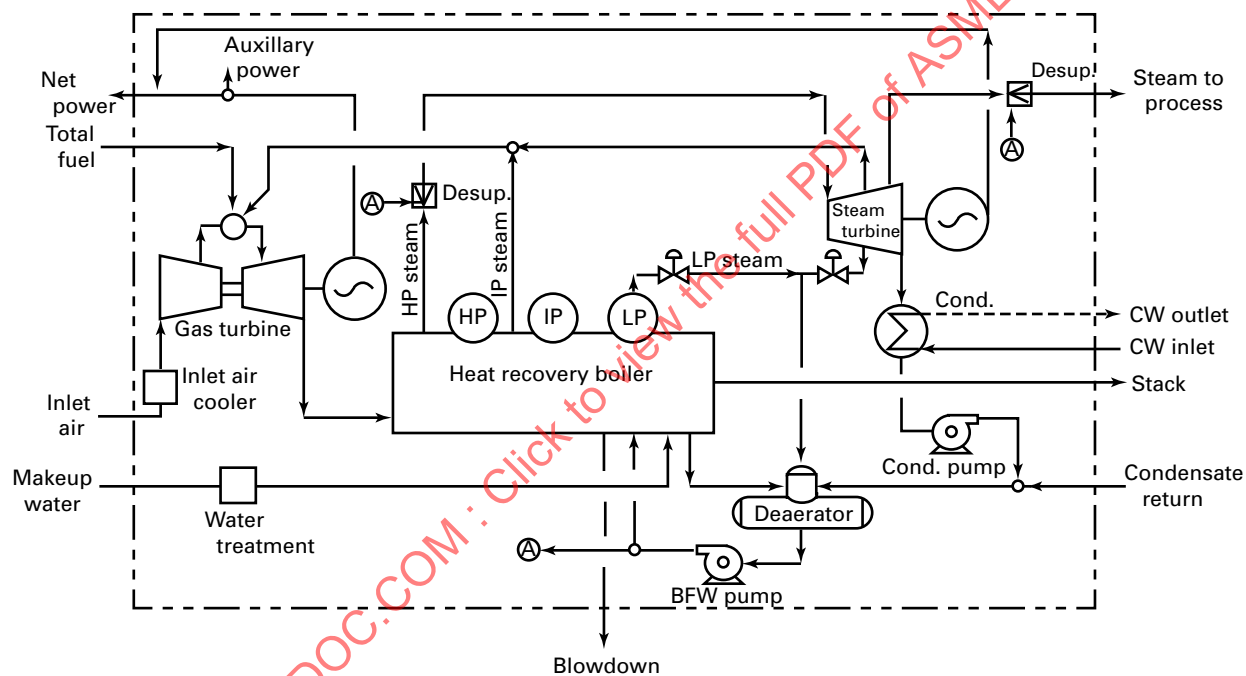 Auxillary
power
Desup.
Net
power
Steam to
process
Total
fuel
A
A
Desup.
Steam
turbine
HP steam
IP steam
LP steam
HP
IP
LP
Gas turbine
Cond.
CW outlet
CW inlet
Heat recovery boiler
Inlet air
cooler
Stack
Inlet
air
Cond. pump
Makeup
water
Condensate
return
Water
treatment
Deaerator
A
BFW pump
Blowdown
DOC.COM : Click to view the full PDF of ASME